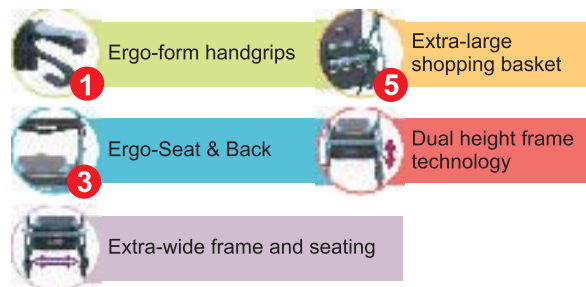 1
Ergo-form handgrips
5
Extra-large
shopping basket
3
Ergo-Seat & Back
Dual height frame
technology
Extra-wide frame and seating